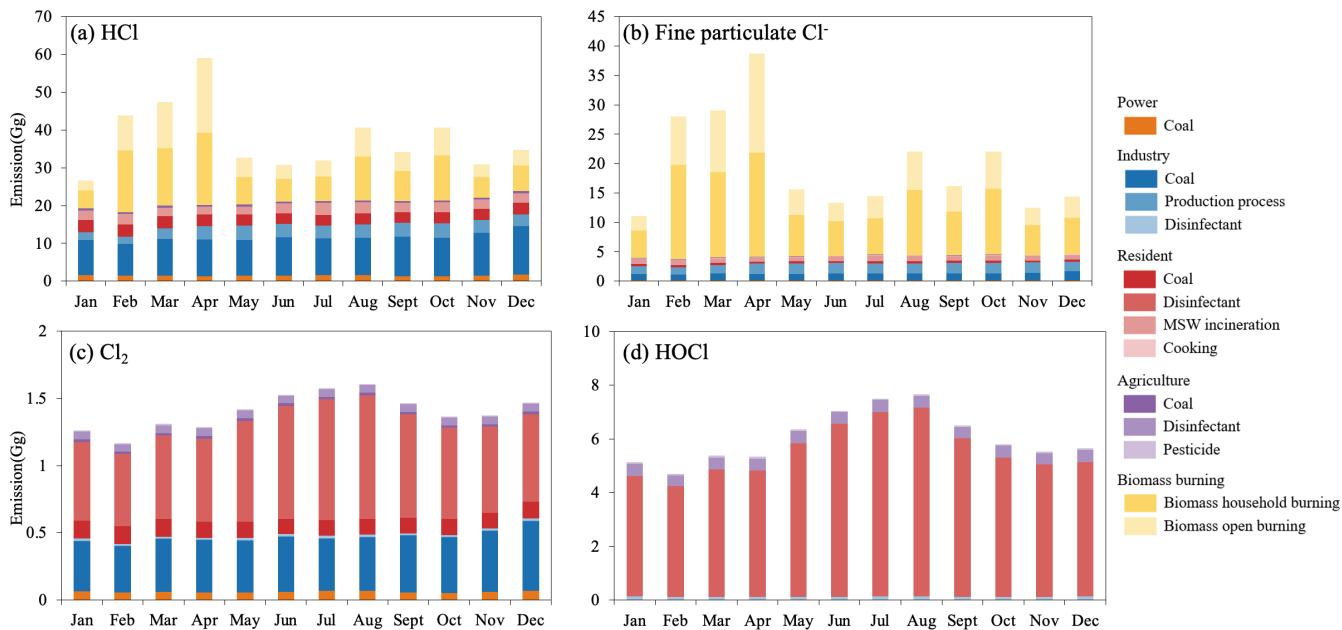 (a) HCl
Emission(Gg)
70
60
50
40
30
20
10
0
Jan Feb Mar Apr May Jun Jul Aug Sept Oct Nov Dec
(b) Fine particulate Cl⁻
45
40
35
30
25
20
15
10
5
0
Jan Feb Mar Apr May Jun Jul Aug Sept Oct Nov Dec
(c) Cl₂
Emission(Gg)
2
1.5
1
0.5
0
Jan Feb Mar Apr May Jun Jul Aug Sept Oct Nov Dec
(d) HOCl
10
8
6
4
2
0
Jan Feb Mar Apr May Jun Jul Aug Sept Oct Nov Dec
Power
Coal
Industry
Coal
Production process
Disinfectant
Resident
Coal
Disinfectant
MSW incineration
Cooking
Agriculture
Coal
Disinfectant
Pesticide
Biomass burning
Biomass household burning
Biomass open burning